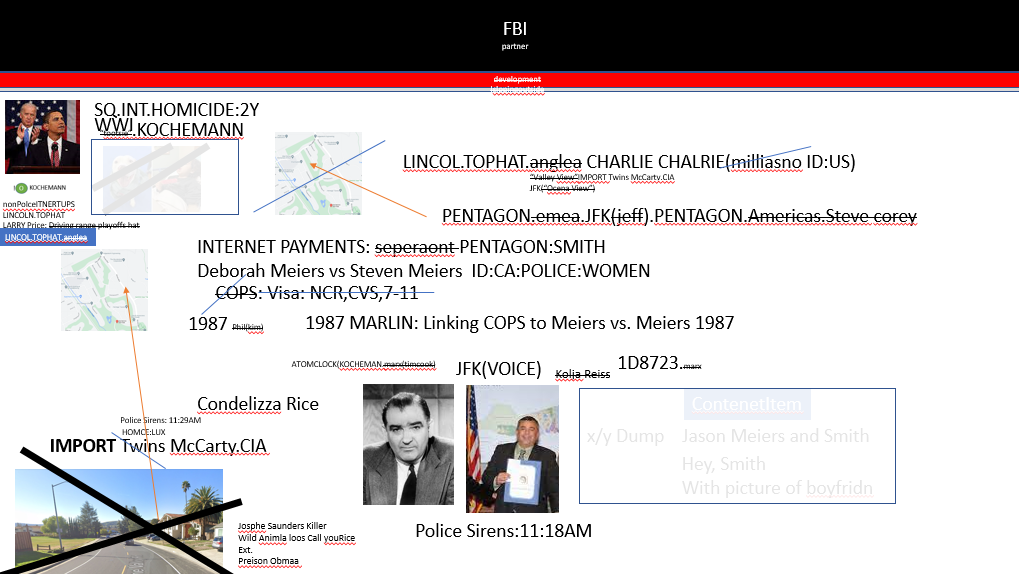 FBI
partner
development
SQ.INT.HOMICIDE:2Y
WWI.KOCHEMANN
LINCOL.TOPHAT.anglea CHARLIE CHALRIE(milliasno ID:US)
"Valley View"IMPORT Twins McCarty.CIA
JFK("Ocena View")
KOCHEMANN
nonPolceITNERTUPS
LINCOLN.TOPHAT
LARRY Price: Driving range playoffs hat
LINCOL.TOPHAT.anglea
PENTAGON.emea.JFK(jeff).PENTAGON.Americas.Steve corey
INTERNET PAYMENTS: seperaont PENTAGON:SMITH
Deborah Meiers vs Steven Meiers ID:CA:POLICE:WOMEN
COPS: Visa: NCR,CVS,7-11
1987 Phil(kim)
1987 MARLIN: Linking COPS to Meiers vs. Meiers 1987
ATOMCLOCK(KOCHEMAN.marx(timcook)
JFK(VOICE)
Kolja Reiss
1D8723.marx
Condelizza Rice
ContenetItem
x/y Dump
Jason Meiers and Smith
Hey, Smith
With picture of boyfridn
Police Sirens: 11:29AM
HOMCE:LUX
IMPORT Twins McCarty.CIA
Josphe Saunders Killer
Wild Animla loos Call youRice
Ext.
Preison Obmaa
Police Sirens:11:18AM